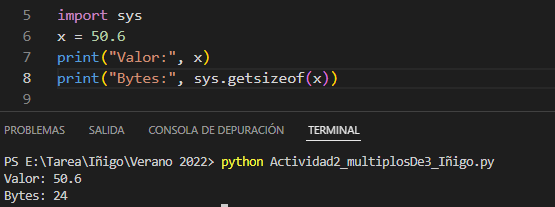 5 import sys
6 x = 50.6
7 print("Valor:", x)
8 print("Bytes:", sys.getsizeof(x))
9
PROBLEMAS SALIDA CONSOLA DE DEPURACIÓN TERMINAL
PS E:\Tarea\Iñigo\Verano 2022> python Actividad2_multiplosDe3_Iñigo.py
Valor: 50.6
Bytes: 24